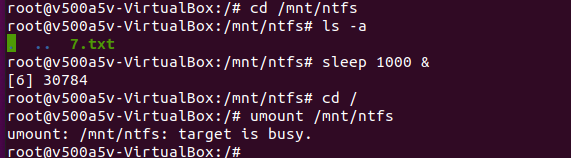 root@v500a5v-VirtualBox:/# cd /mnt/ntfs
root@v500a5v-VirtualBox:/mnt/ntfs# ls -a
.  ..  7.txt
root@v500a5v-VirtualBox:/mnt/ntfs# sleep 1000 &
[6] 30784
root@v500a5v-VirtualBox:/mnt/ntfs# cd /
root@v500a5v-VirtualBox:/# umount /mnt/ntfs
umount: /mnt/ntfs: target is busy.
root@v500a5v-VirtualBox:/#